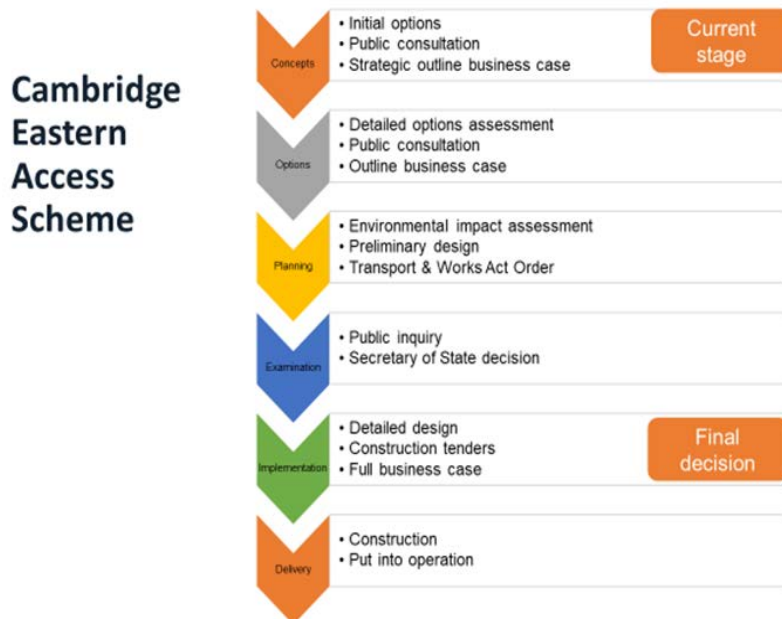 Cambridge
Eastern
Access
Scheme
Concepts
• Initial options
• Public consultation
• Strategic outline business case
Current
stage
Options
• Detailed options assessment
• Public consultation
• Outline business case
Planning
• Environmental impact assessment
• Preliminary design
• Transport & Works Act Order
Examination
• Public inquiry
• Secretary of State decision
Implementation
• Detailed design
• Construction tenders
• Full business case
Final
decision
Delivery
• Construction
• Put into operation